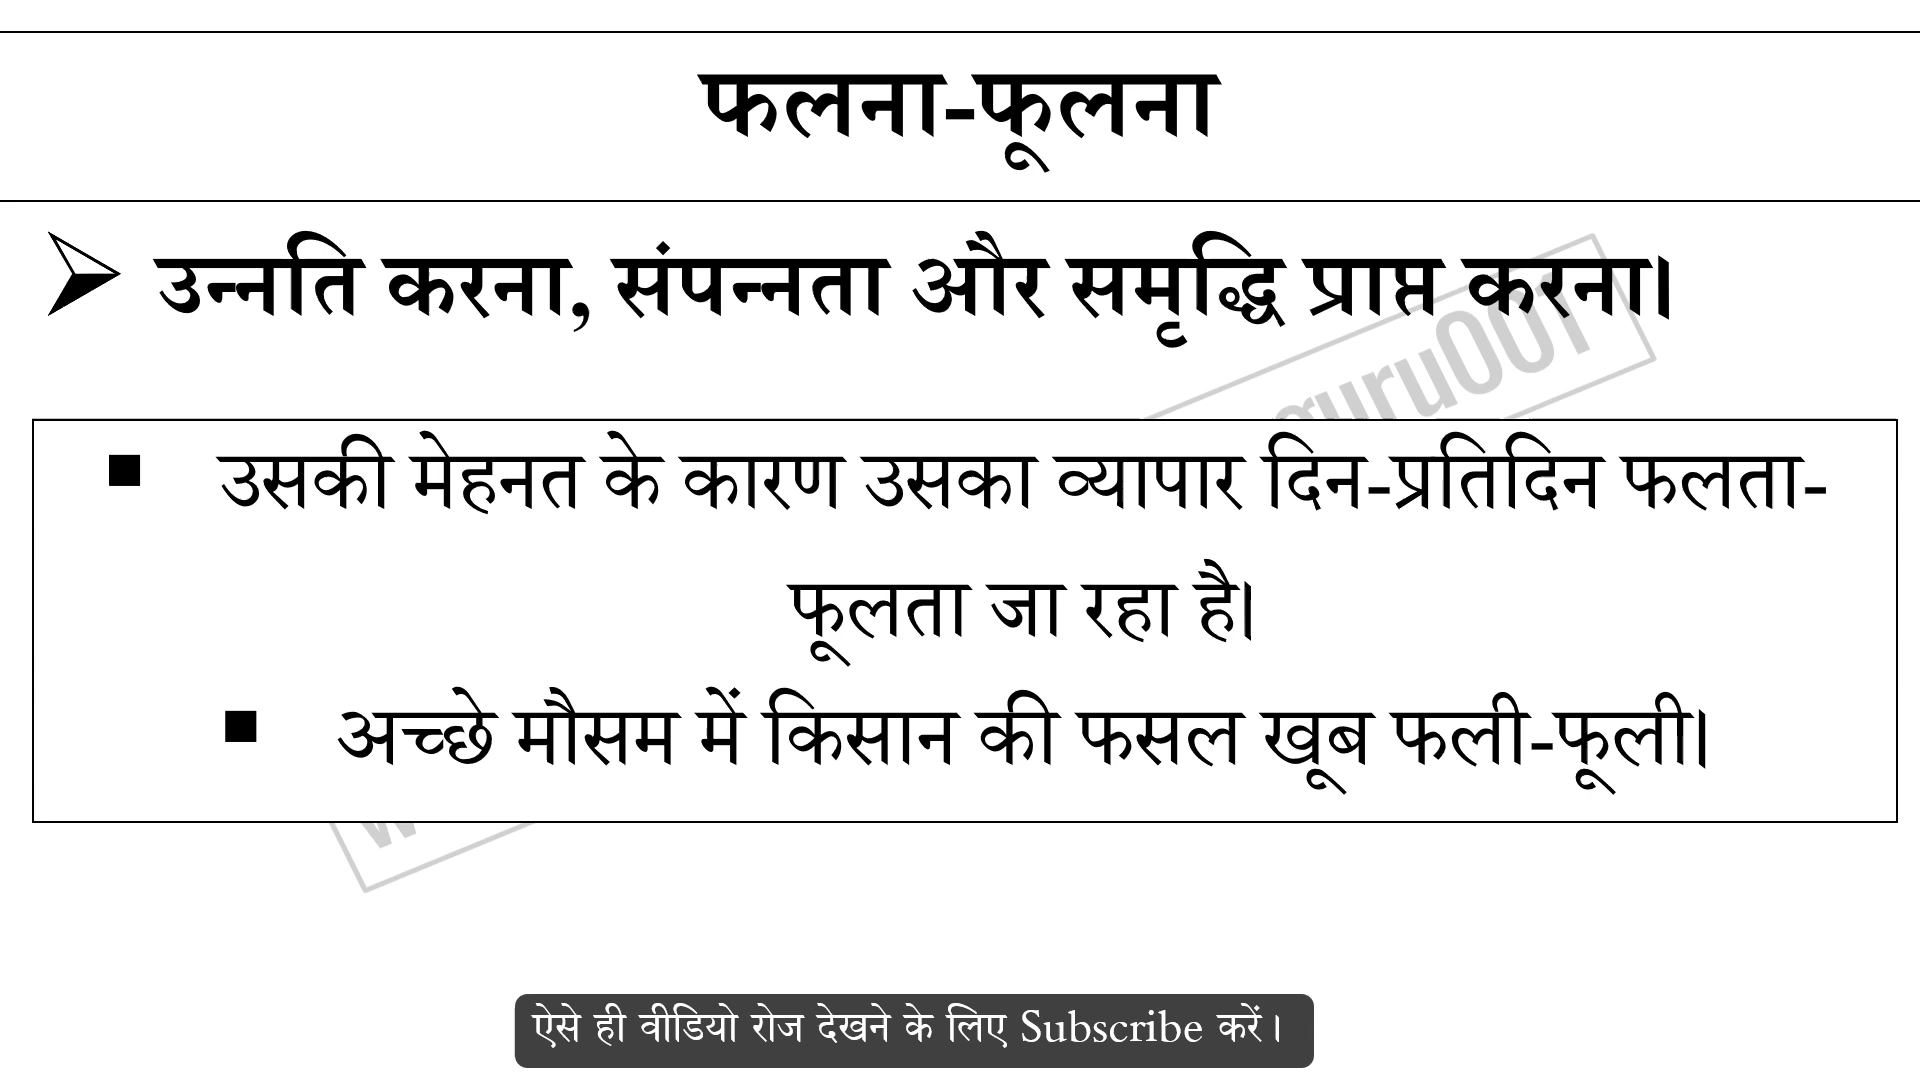 फलना-फूलना
उन्नति करना, संपन्नता और समृद्धि प्राप्त करना।
guru001
उसकी मेहनत के कारण उसका व्यापार दिन-प्रतिदिन फलता-
फूलता जा रहा है।
अच्छे मौसम में किसान की फसल खूब फली-फूली।
ऐसे ही वीडियो रोज देखने के लिए Subscribe करें।